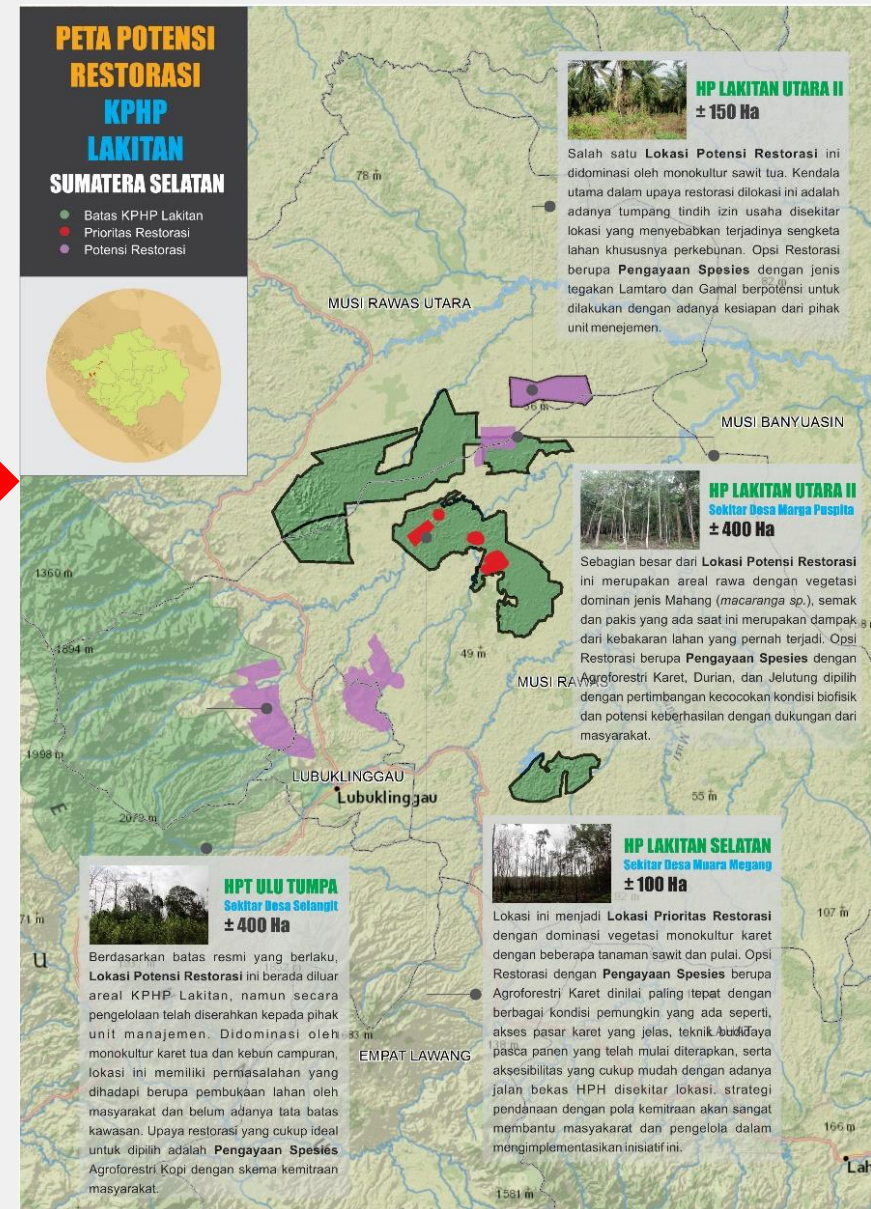 PETA POTENSI
RESTORASI
KPHP
LAKITAN
SUMATERA SELATAN
Batas KPHP Lakitan
Prioritas Restorasi
Potensi Restorasi
HP LAKITAN UTARA II
± 150 Ha
Salah satu Lokasi Potensi Restorasi ini
didominasi oleh monokultur sawit tua. Kendala
utama dalam upaya restorasi dilokasi ini adalah
adanya tumpang tindih izin usaha disekitar
lokasi yang menyebabkan terjadinya sengketa
lahan khususnya perkebunan. Opsi Restorasi
berupa Pengayaan Spesies dengan jenis
tegakan Lamtaro dan Gamal berpotensi untuk
dilakukan dengan adanya kesiapan dari pihak
unit menejemen.
78 m
82 m
MUSI RAWAS UTARA
56 m
MUSI BANYUASIN
HP LAKITAN UTARA II
Sekitar Desa Marga Puspita
± 400 Ha
Sebagian besar dari Lokasi Potensi Restorasi
ini merupakan areal rawa dengan vegetasi
dominan jenis Mahang (macaranga sp.), semak
dan pakis yang ada saat ini merupakan dampak
dari kebakaran lahan yang pernah terjadi. Opsi
Restorasi berupa Pengayaan Spesies dengan
Agroforestri Karet, Durian, dan Jelutung dipilih
dengan pertimbangan kecocokan kondisi biofisik
dan potensi keberhasilan dengan dukungan dari
masyarakat.
1360 m
1894 m
49 m
MUSI RAWAS
Musi
1998 m
LUBUKLINGGAU
Lubuklinggau
55 m
2079 m
E
HPT ULU TUMPA
Sekitar Desa Selangit
± 400 Ha
Berdasarkan batas resmi yang berlaku,
Lokasi Potensi Restorasi ini berada diluar
areal KPHP Lakitan, namun secara
pengelolaan telah diserahkan kepada pihak
unit manajemen. Didominasi oleh
monokultur karet tua dan kebun campuran,
lokasi ini memiliki permasalahan yang
dihadapi berupa pembukaan lahan oleh
masyarakat dan belum adanya tata batas
kawasan. Upaya restorasi yang cukup ideal
untuk dipilih adalah Pengayaan Spesies
Agroforestri Kopi dengan skema kemitraan
masyarakat.
HP LAKITAN SELATAN
Sekitar Desa Muara Megang
± 100 Ha
Lokasi ini menjadi Lokasi Prioritas Restorasi
dengan dominasi vegetasi monokultur karet
dengan beberapa tanaman sawit dan pulai. Opsi
Restorasi dengan Pengayaan Spesies berupa
Agroforestri Karet dinilai paling tepat dengan
berbagai kondisi pemungkin yang ada seperti,
akses pasar karet yang jelas, teknik budidaya
pasca panen yang telah mulai diterapkan, serta
aksesibilitas yang cukup mudah dengan adanya
jalan bekas HPH disekitar lokasi. strategi
pendanaan dengan pola kemitraan akan sangat
membantu masyakarat dan pengelola dalam
mengimplementasikan inisiatif ini.
71 m
u
107 m
EMPAT LAWANG
166 m
Lah
1581 m